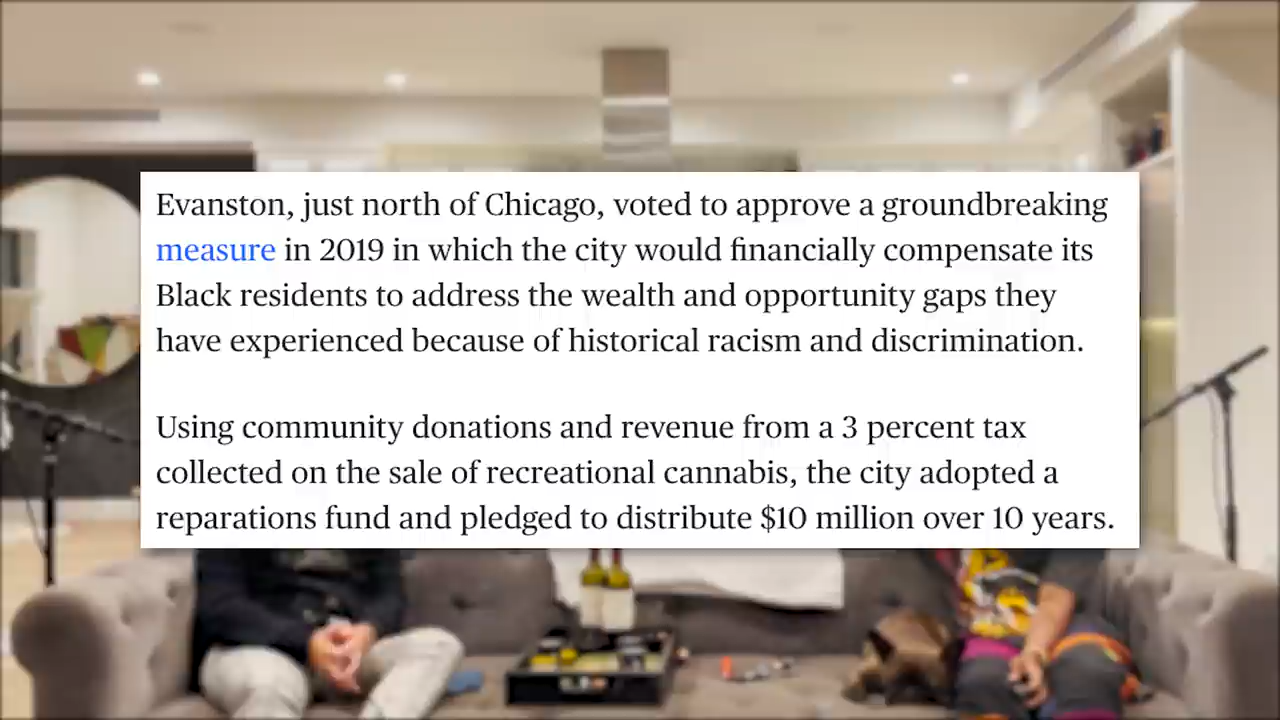 Evanston, just north of Chicago, voted to approve a groundbreaking
measure in 2019 in which the city would financially compensate its
Black residents to address the wealth and opportunity gaps they
have experienced because of historical racism and discrimination.
Using community donations and revenue from a 3 percent tax
collected on the sale of recreational cannabis, the city adopted a
reparations fund and pledged to distribute $10 million over 10 years.